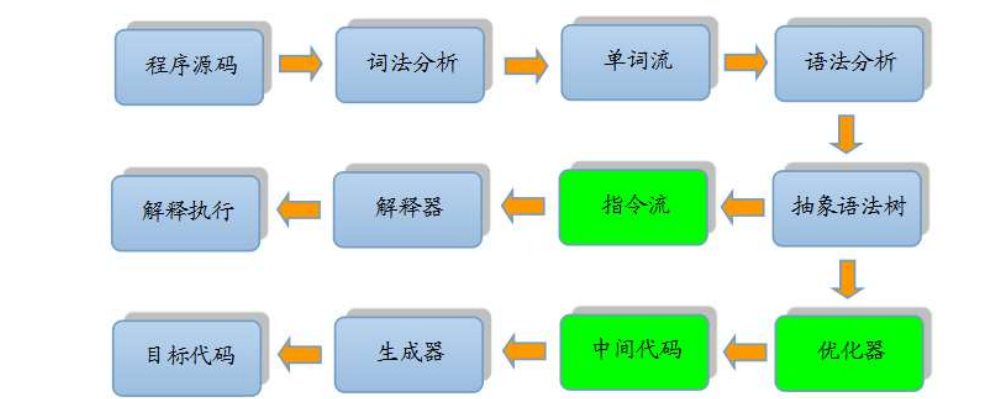 程序源码
词法分析
单词流
语法分析
解释执行
解释器
指令流
抽象语法树
目标代码
生成器
中间代码
优化器